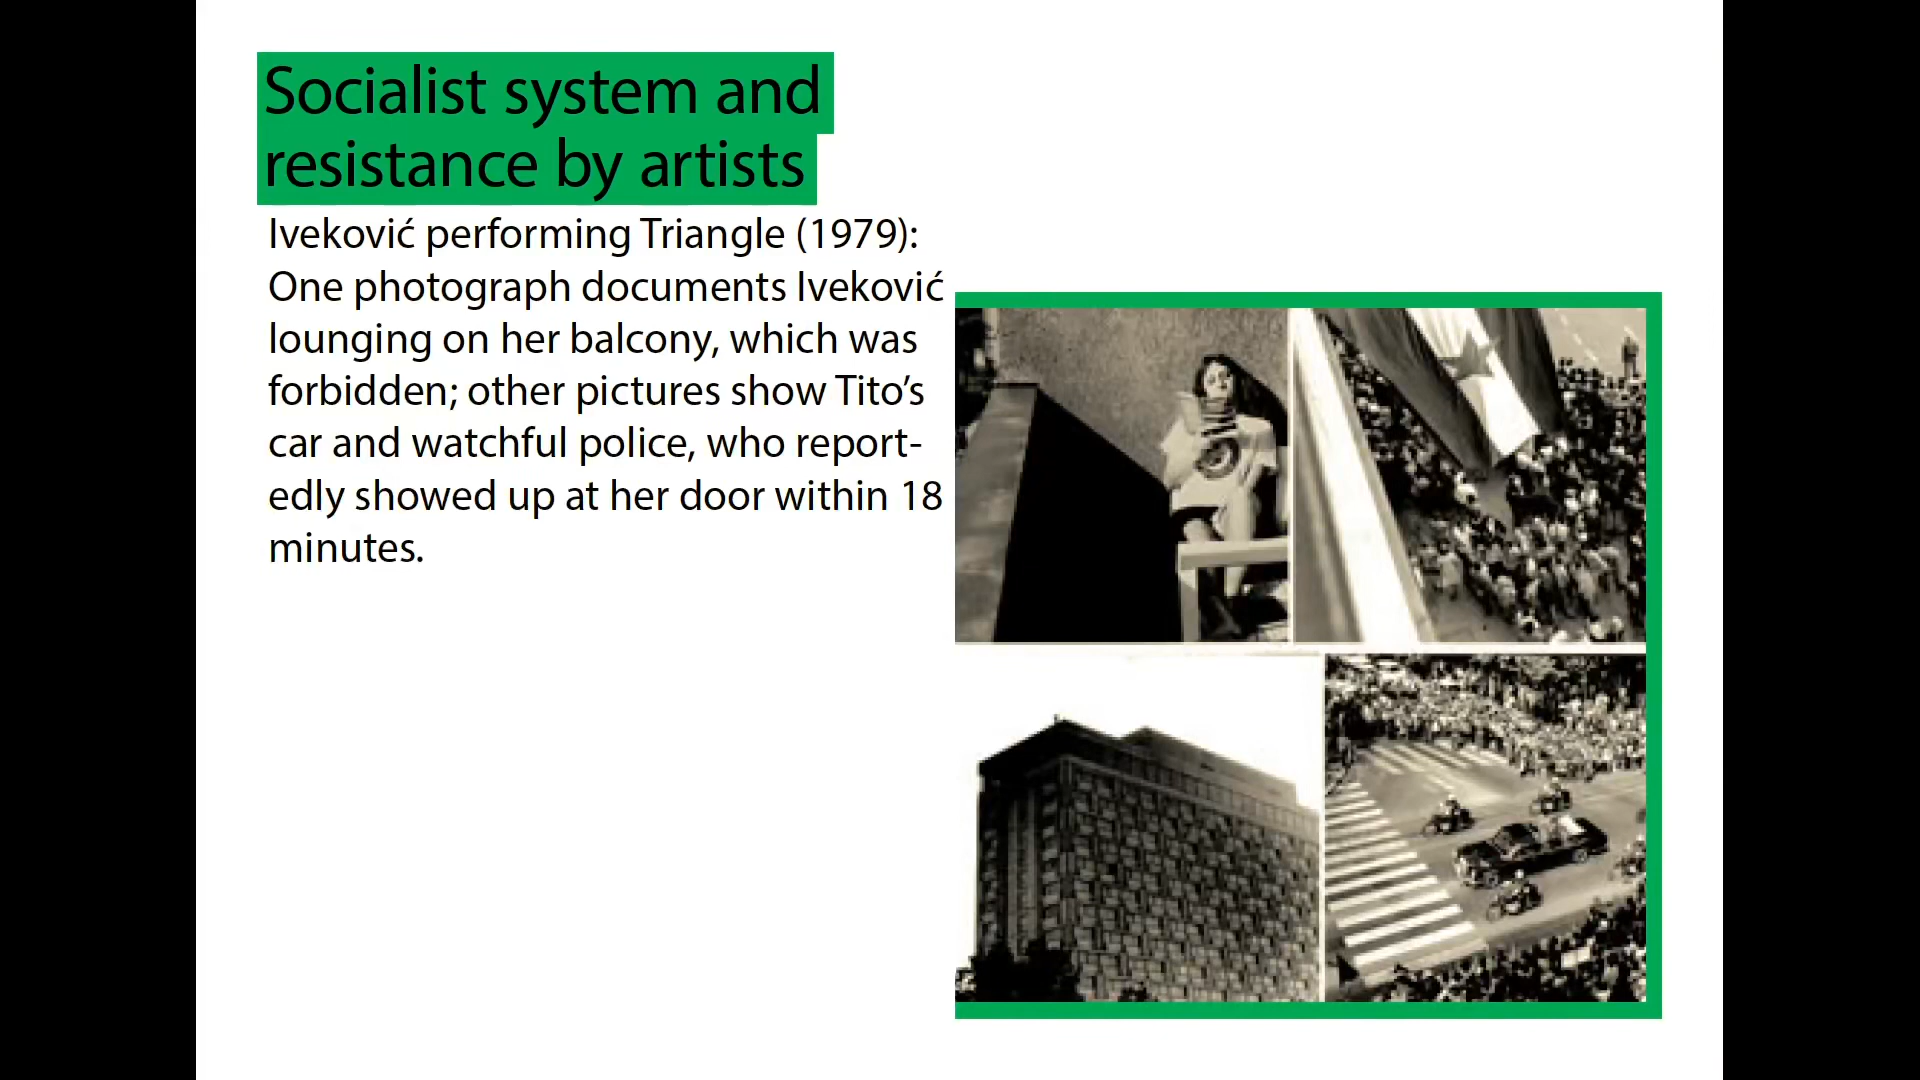 Socialist system and
resistance by artists
Iveković performing Triangle (1979):
One photograph documents Iveković
lounging on her balcony, which was
forbidden; other pictures show Tito’s
car and watchful police, who report-
edly showed up at her door within 18
minutes.